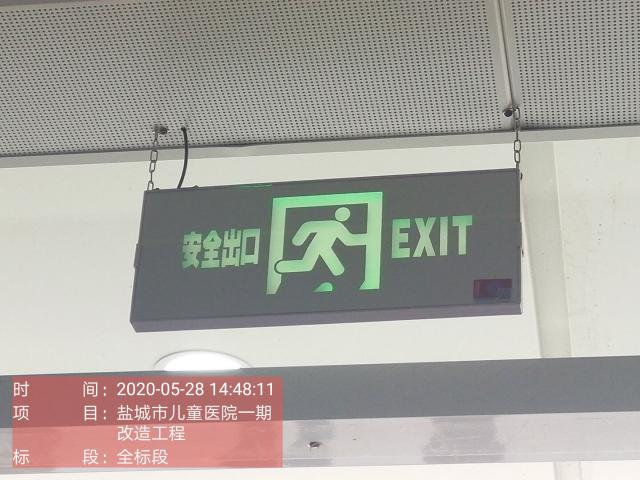 安全出口 EXIT
时 间：2020-05-28 14:48:11
项 目：盐城市儿童医院一期
改造工程
标 段：全标段